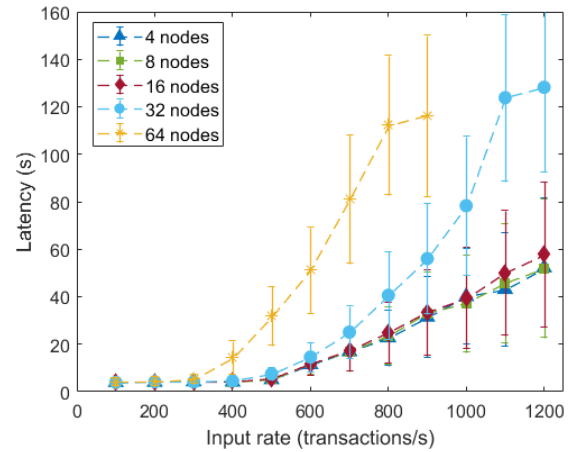 160
140
120
100
80
60
40
20
0
Latency (s)
4 nodes
8 nodes
16 nodes
32 nodes
64 nodes
0 200 400 600 800 1000 1200
Input rate (transactions/s)